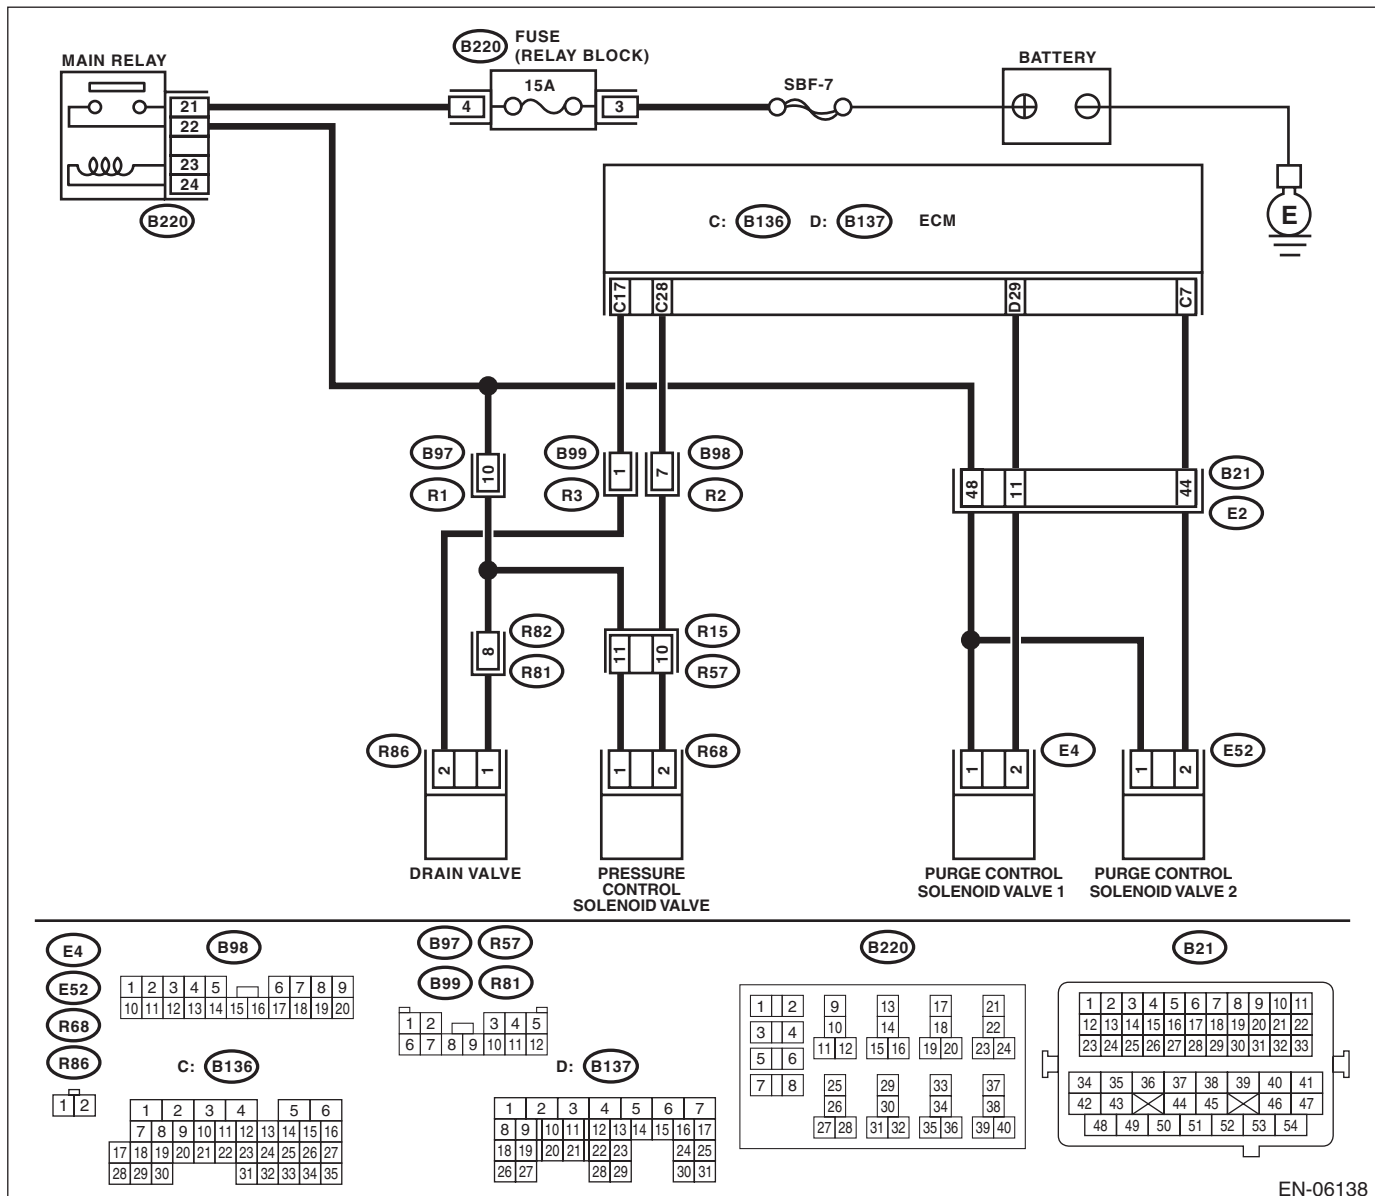 B220
FUSE
(RELAY BLOCK)
MAIN RELAY
15A
SBF-7
BATTERY
21
22
23
24
4
3
B220
E
C: B136 D: B137 ECM
C17 C28 D29 C7
B97 B99 B98 B21
10 1 7 48 11 44
R1 R3 R2 E2
R82 R15
8 11 10
R81 R57
R86 R68 E4 E52
2 1 1 2 1 2 1 2
DRAIN VALVE
PRESSURE
CONTROL
SOLENOID VALVE
PURGE CONTROL
SOLENOID VALVE 1
PURGE CONTROL
SOLENOID VALVE 2
E4
E52
R68
R86
1 2
B98
1 2 3 4 5 6 7 8 9
10 11 12 13 14 15 16 17 18 19 20
C: B136
1 2 3 4 5 6
7 8 9 10 11 12 13 14 15 16
17 18 19 20 21 22 23 24 25 26 27
28 29 30 31 32 33 34 35
B97 R57
B99 R81
1 2 3 4 5
6 7 8 9 10 11 12
D: B137
1 2 3 4 5 6 7
8 9 10 11 12 13 14 15 16 17
18 19 20 21 22 23 24 25
26 27 28 29 30 31
B220
1 2 9 13 17 21
3 4 10 14 18 22
5 6 11 12 15 16 19 20 23 24
7 8 25 29 33 37
26 30 34 38
27 28 31 32 35 36 39 40
B21
1 2 3 4 5 6 7 8 9 10 11
12 13 14 15 16 17 18 19 20 21 22
23 24 25 26 27 28 29 30 31 32 33
34 35 36 37 38 39 40 41
42 43 44 45 46 47
48 49 50 51 52 53 54
EN-06138